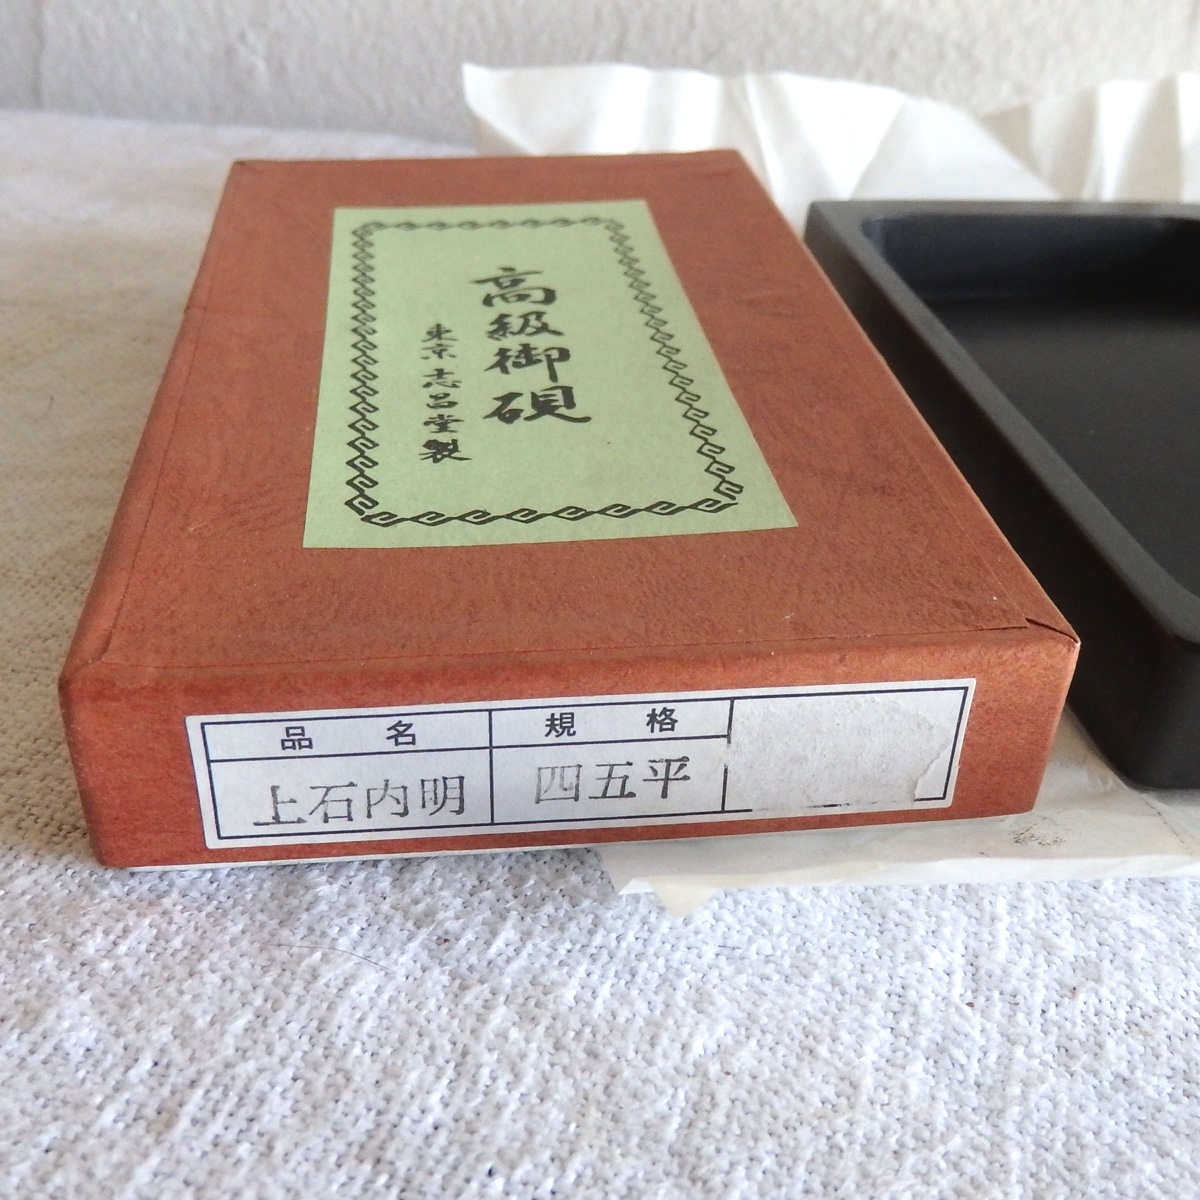 高級御硯
東京志昌堂製
品名 規格
上石内明 四五平